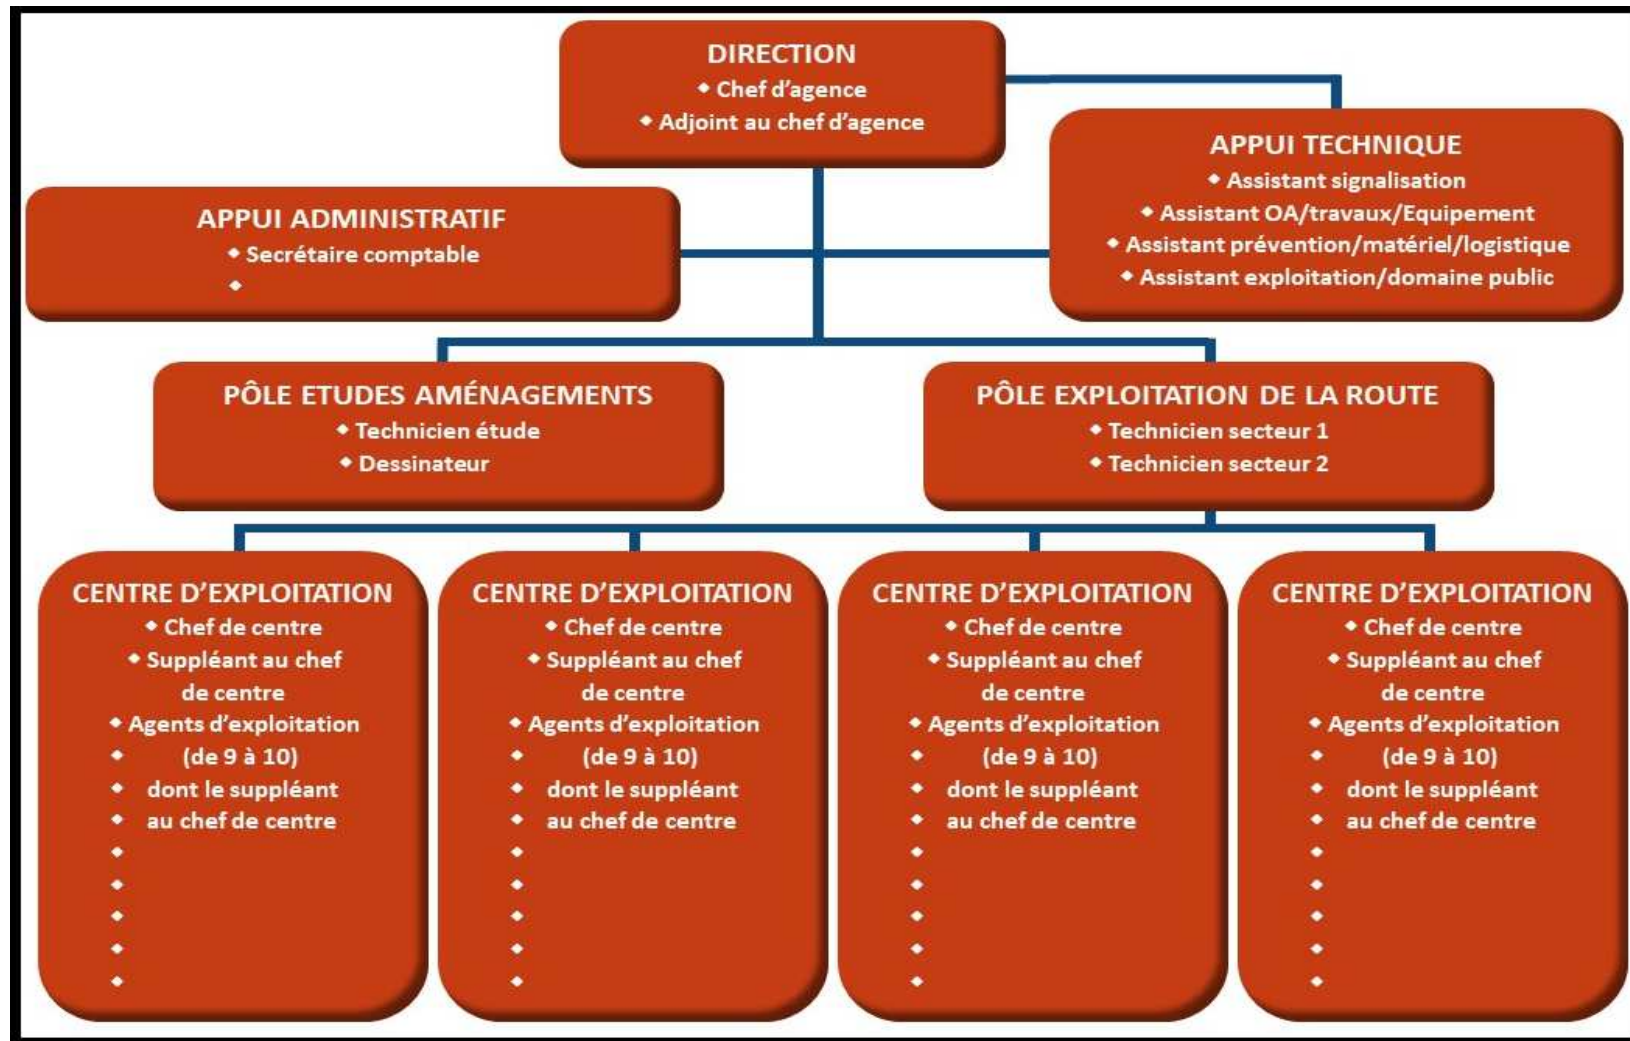 DIRECTION
◆ Chef d'agence
◆ Adjoint au chef d'agence
APPUI TECHNIQUE
◆ Assistant signalisation
◆ Assistant OA/travaux/Equipement
◆ Assistant prévention/matériel/logistique
◆ Assistant exploitation/domaine public
APPUI ADMINISTRATIF
◆ Secrétaire comptable
◆
PÔLE ETUDES AMÉNAGEMENTS
◆ Technicien étude
◆ Dessinateur
PÔLE EXPLOITATION DE LA ROUTE
◆ Technicien secteur 1
◆ Technicien secteur 2
CENTRE D'EXPLOITATION
◆ Chef de centre
◆ Suppléant au chef
de centre
◆ Agents d'exploitation
◆ (de 9 à 10)
◆ dont le suppléant
◆ au chef de centre
◆
◆
◆
◆
◆
CENTRE D'EXPLOITATION
◆ Chef de centre
◆ Suppléant au chef
de centre
◆ Agents d'exploitation
◆ (de 9 à 10)
◆ dont le suppléant
◆ au chef de centre
◆
◆
◆
◆
◆
CENTRE D'EXPLOITATION
◆ Chef de centre
◆ Suppléant au chef
de centre
◆ Agents d'exploitation
◆ (de 9 à 10)
◆ dont le suppléant
◆ au chef de centre
◆
◆
◆
◆
◆
CENTRE D'EXPLOITATION
◆ Chef de centre
◆ Suppléant au chef
de centre
◆ Agents d'exploitation
◆ (de 9 à 10)
◆ dont le suppléant
◆ au chef de centre
◆
◆
◆
◆
◆